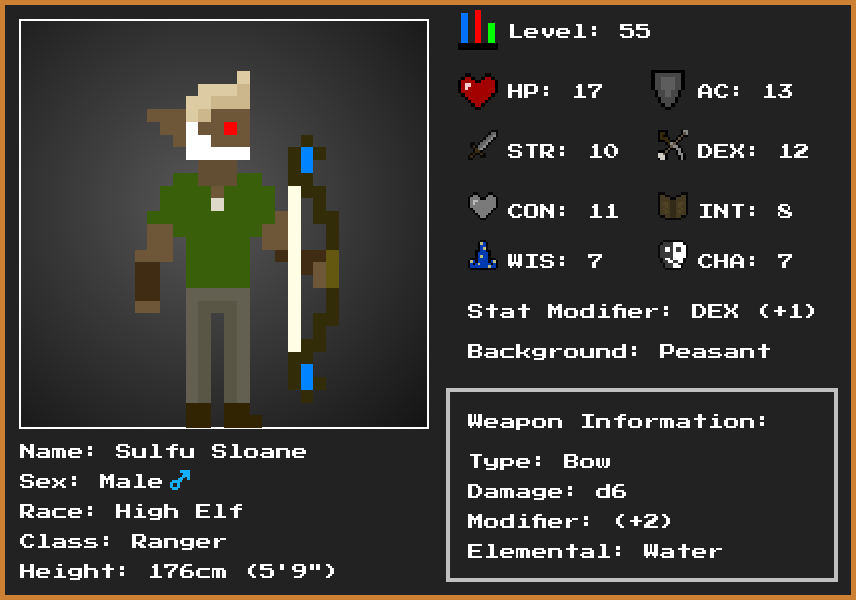 Level: 55
HP: 17 AC: 13
STR: 10 DEX: 12
CON: 11 INT: 8
WIS: 7 CHA: 7
Stat Modifier: DEX (+1)
Background: Peasant
Weapon Information:
Type: Bow
Damage: d6
Modifier: (+2)
Elemental: Water
Name: Sulfu Sloane
Sex: Male♂
Race: High Elf
Class: Ranger
Height: 176cm (5'9")